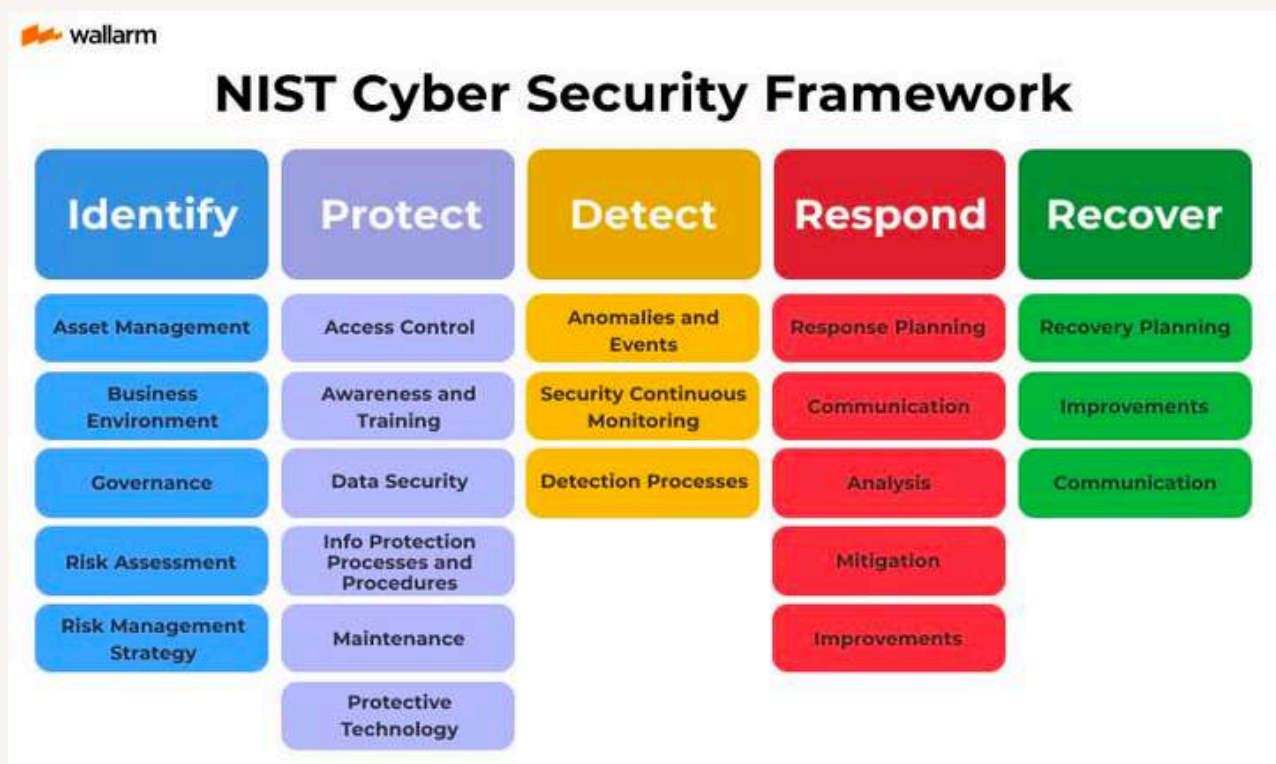 wallarm
NIST Cyber Security Framework
Identify
Asset Management
Business
Environment
Governance
Risk Assessment
Risk Management
Strategy
Protect
Access Control
Awareness and
Training
Data Security
Info Protection
Processes and
Procedures
Maintenance
Protective
Technology
Detect
Anomalies and
Events
Security Continuous
Monitoring
Detection Processes
Respond
Response Planning
Communication
Analysis
Mitigation
Improvements
Recover
Recovery Planning
Improvements
Communication